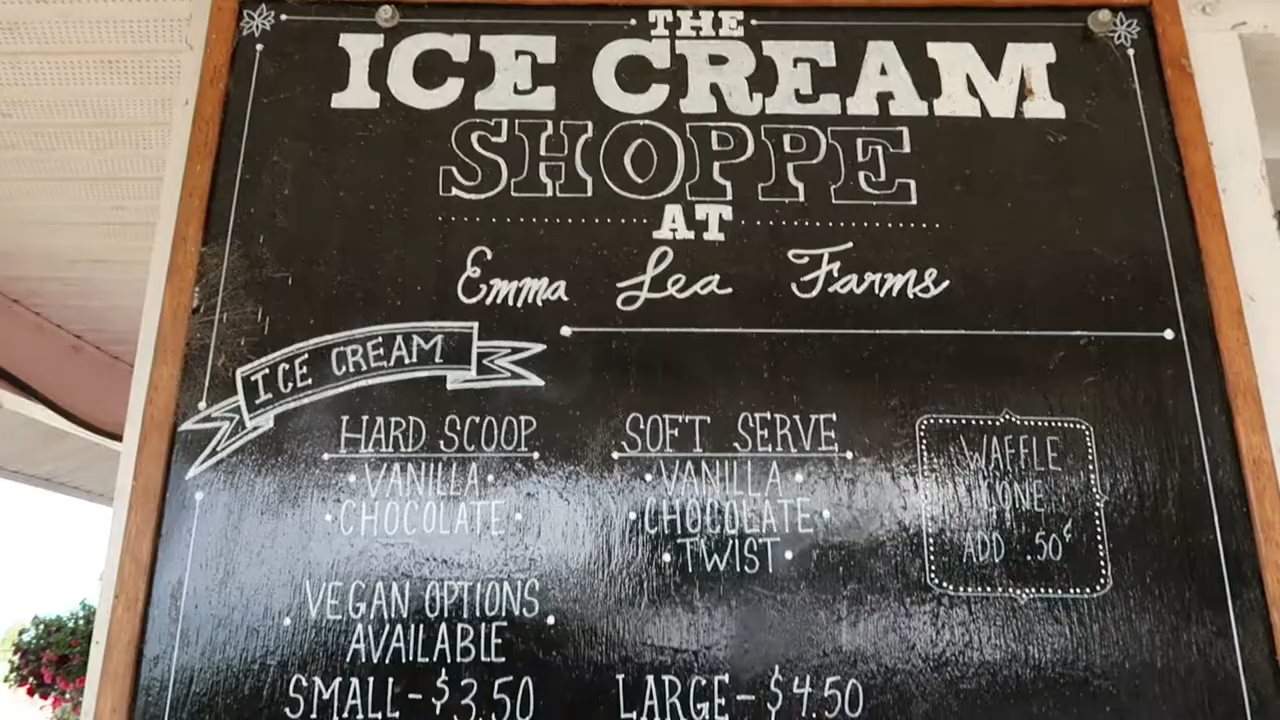 THE
ICE CREAM
SHOPPE
AT
Emma Lea Farms
ICE CREAM
HARD SCOOP
• VANILLA •
• CHOCOLATE •
• VEGAN OPTIONS •
AVAILABLE
SOFT SERVE
• VANILLA •
• CHOCOLATE •
• TWIST •
WAFFLE
CONE
ADD .50¢
SMALL - $3.50
LARGE - $4.50